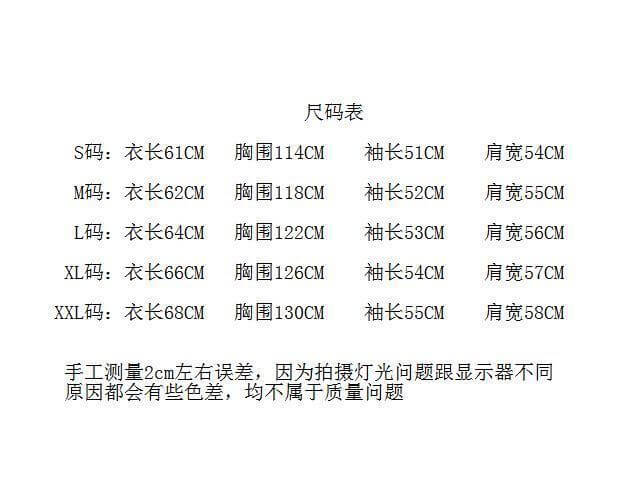 尺码表
S码：衣长61CM 胸围114CM 袖长51CM 肩宽54CM
M码：衣长62CM 胸围118CM 袖长52CM 肩宽55CM
L码：衣长64CM 胸围122CM 袖长53CM 肩宽56CM
XL码：衣长66CM 胸围126CM 袖长54CM 肩宽57CM
XXL码：衣长68CM 胸围130CM 袖长55CM 肩宽58CM
手工测量2cm左右误差，因为拍摄灯光问题跟显示器不同
原因都会有些色差，均不属于质量问题